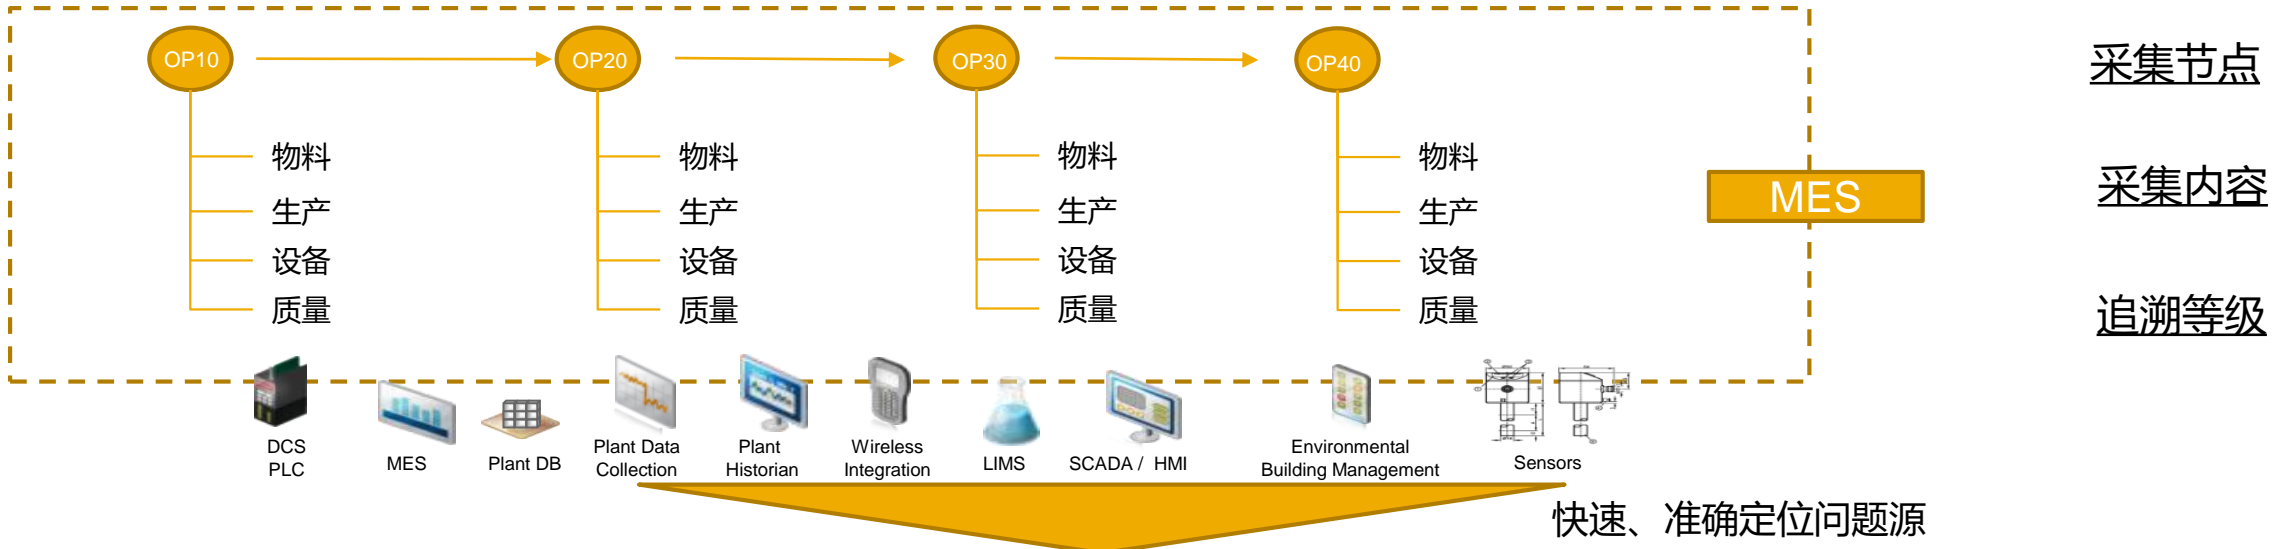 OP10
OP20
OP30
OP40
采集节点
物料
物料
物料
物料
MES
采集内容
生产
生产
生产
生产
设备
设备
设备
设备
质量
质量
质量
质量
追溯等级
DCS
PLC
MES
Plant DB
Plant Data
Collection
Plant
Historian
Wireless
Integration
LIMS
SCADA / HMI
Environmental
Building Management
Sensors
快速、准确定位问题源